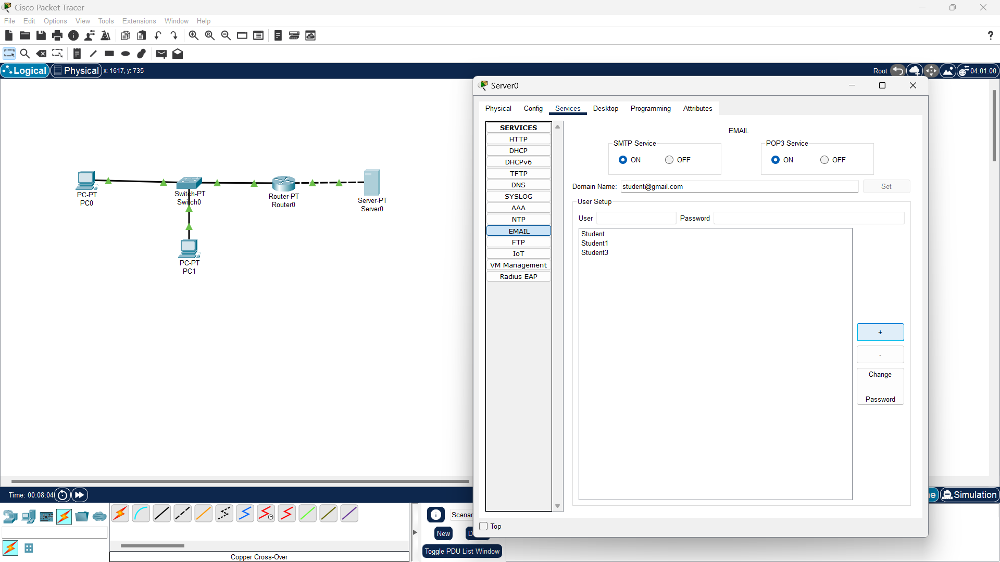 Cisco Packet Tracer
File Edit Options View Tools Extensions Window Help
?
Logical Physical x: 1617, y: 735
Root 04:01:00
PC-PT
PC0
Switch-PT
Switch0
Router-PT
Router0
Server-PT
Server0
PC-PT
PC1
Server0
Physical Config Services Desktop Programming Attributes
SERVICES
HTTP
DHCP
DHCPv6
TFTP
DNS
SYSLOG
AAA
NTP
EMAIL
FTP
IoT
VM Management
Radius EAP
EMAIL
SMTP Service
ON OFF
POP3 Service
ON OFF
Domain Name: student@gmail.com Set
User Setup
User Password
Student
Student1
Student3
+
-
Change
Password
Top
Time: 00:08:04
Simulation
Scenar
New
Toggle PDU List Window
Copper Cross-Over